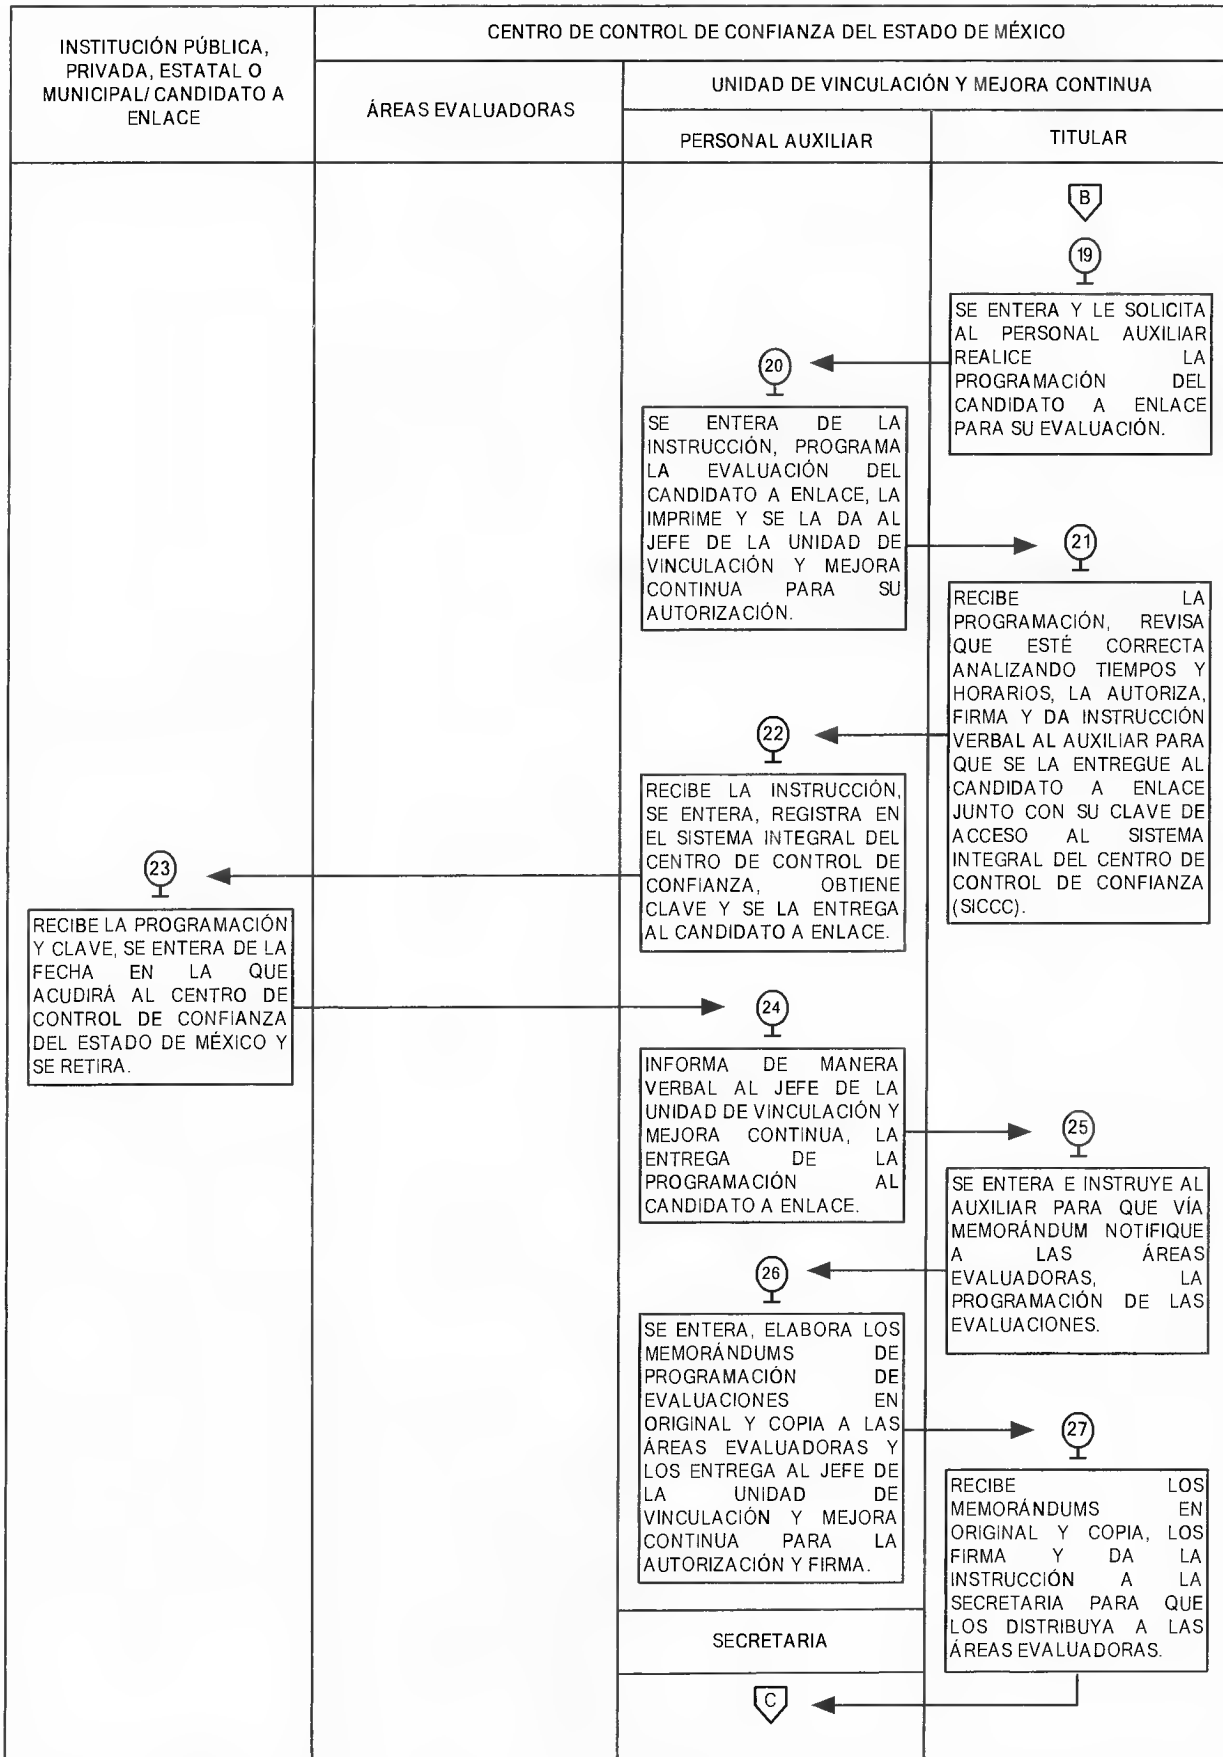 INSTITUCIÓN PÚBLICA,
PRIVADA, ESTATAL O
MUNICIPAL/ CANDIDATO A
ENLACE
CENTRO DE CONTROL DE CONFIANZA DEL ESTADO DE MÉXICO
ÁREAS EVALUADORAS
UNIDAD DE VINCULACIÓN Y MEJORA CONTINUA
PERSONAL AUXILIAR
TITULAR
B
19
SE ENTERA Y LE SOLICITA
AL PERSONAL AUXILIAR
REALICE LA
PROGRAMACIÓN DEL
CANDIDATO A ENLACE
PARA SU EVALUACIÓN.
20
SE ENTERA DE LA
INSTRUCCIÓN, PROGRAMA
LA EVALUACIÓN DEL
CANDIDATO A ENLACE, LA
IMPRIME Y SE LA DA AL
JEFE DE LA UNIDAD DE
VINCULACIÓN Y MEJORA
CONTINUA PARA SU
AUTORIZACIÓN.
21
RECIBE LA
PROGRAMACIÓN, REVISA
QUE ESTÉ CORRECTA
ANALIZANDO TIEMPOS Y
HORARIOS, LA AUTORIZA,
FIRMA Y DA INSTRUCCIÓN
VERBAL AL AUXILIAR PARA
QUE SE LA ENTREGUE AL
CANDIDATO A ENLACE
JUNTO CON SU CLAVE DE
ACCESO AL SISTEMA
INTEGRAL DEL CENTRO DE
CONTROL DE CONFIANZA
(SICCC).
22
RECIBE LA INSTRUCCIÓN,
SE ENTERA, REGISTRA EN
EL SISTEMA INTEGRAL DEL
CENTRO DE CONTROL DE
CONFIANZA, OBTIENE
CLAVE Y SE LA ENTREGA
AL CANDIDATO A ENLACE.
23
RECIBE LA PROGRAMACIÓN
Y CLAVE, SE ENTERA DE LA
FECHA EN LA QUE
ACUDIRÁ AL CENTRO DE
CONTROL DE CONFIANZA
DEL ESTADO DE MÉXICO Y
SE RETIRA.
24
INFORMA DE MANERA
VERBAL AL JEFE DE LA
UNIDAD DE VINCULACIÓN Y
MEJORA CONTINUA, LA
ENTREGA DE LA
PROGRAMACIÓN AL
CANDIDATO A ENLACE.
25
SE ENTERA E INSTRUYE AL
AUXILIAR PARA QUE VÍA
MEMORÁNDUM NOTIFIQUE
A LAS ÁREAS
EVALUADORAS, LA
PROGRAMACIÓN DE LAS
EVALUACIONES.
26
SE ENTERA, ELABORA LOS
MEMORÁNDUMS DE
PROGRAMACIÓN DE
EVALUACIONES EN
ORIGINAL Y COPIA A LAS
ÁREAS EVALUADORAS Y
LOS ENTREGA AL JEFE DE
LA UNIDAD DE
VINCULACIÓN Y MEJORA
CONTINUA PARA LA
AUTORIZACIÓN Y FIRMA.
27
RECIBE LOS
MEMORÁNDUMS EN
ORIGINAL Y COPIA, LOS
FIRMA Y DA LA
INSTRUCCIÓN A LA
SECRETARIA PARA QUE
LOS DISTRIBUYA A LAS
ÁREAS EVALUADORAS.
SECRETARIA
C